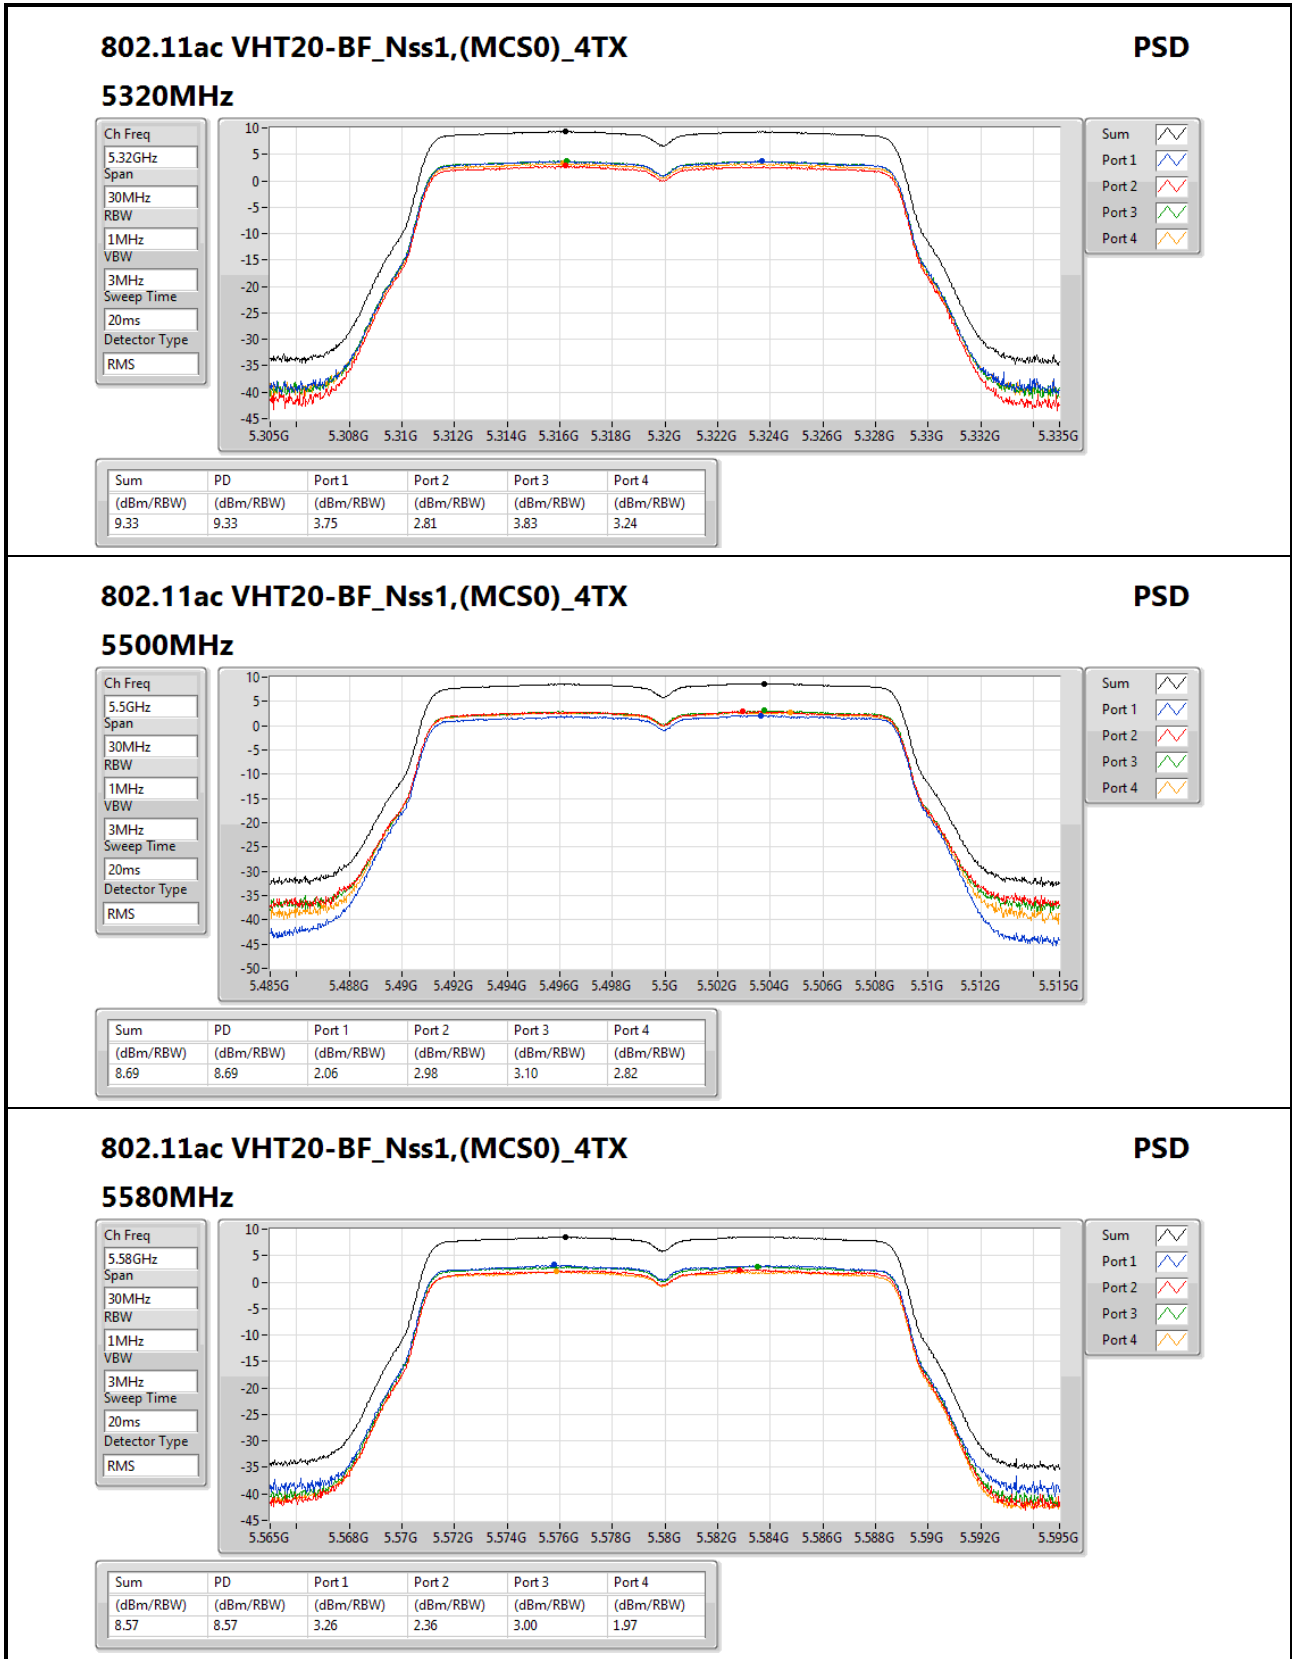 802.11ac VHT20-BF_Nss1,(MCS0)_4TX PSD
5320MHz
Ch Freq
5.32GHz
Span
30MHz
RBW
1MHz
VBW
3MHz
Sweep Time
20ms
Detector Type
RMS
10
5
0
-5
-10
-15
-20
-25
-30
-35
-40
-45
5.305G 5.308G 5.31G 5.312G 5.314G 5.316G 5.318G 5.32G 5.322G 5.324G 5.326G 5.328G 5.33G 5.332G 5.335G
Sum
Port 1
Port 2
Port 3
Port 4
Sum PD Port 1 Port 2 Port 3 Port 4
(dBm/RBW) (dBm/RBW) (dBm/RBW) (dBm/RBW) (dBm/RBW) (dBm/RBW)
9.33 9.33 3.75 2.81 3.83 3.24
802.11ac VHT20-BF_Nss1,(MCS0)_4TX PSD
5500MHz
Ch Freq
5.5GHz
Span
30MHz
RBW
1MHz
VBW
3MHz
Sweep Time
20ms
Detector Type
RMS
10
5
0
-5
-10
-15
-20
-25
-30
-35
-40
-45
-50
5.485G 5.488G 5.49G 5.492G 5.494G 5.496G 5.498G 5.5G 5.502G 5.504G 5.506G 5.508G 5.51G 5.512G 5.515G
Sum
Port 1
Port 2
Port 3
Port 4
Sum PD Port 1 Port 2 Port 3 Port 4
(dBm/RBW) (dBm/RBW) (dBm/RBW) (dBm/RBW) (dBm/RBW) (dBm/RBW)
8.69 8.69 2.06 2.98 3.10 2.82
802.11ac VHT20-BF_Nss1,(MCS0)_4TX PSD
5580MHz
Ch Freq
5.58GHz
Span
30MHz
RBW
1MHz
VBW
3MHz
Sweep Time
20ms
Detector Type
RMS
10
5
0
-5
-10
-15
-20
-25
-30
-35
-40
-45
5.565G 5.568G 5.57G 5.572G 5.574G 5.576G 5.578G 5.58G 5.582G 5.584G 5.586G 5.588G 5.59G 5.592G 5.595G
Sum
Port 1
Port 2
Port 3
Port 4
Sum PD Port 1 Port 2 Port 3 Port 4
(dBm/RBW) (dBm/RBW) (dBm/RBW) (dBm/RBW) (dBm/RBW) (dBm/RBW)
8.57 8.57 3.26 2.36 3.00 1.97